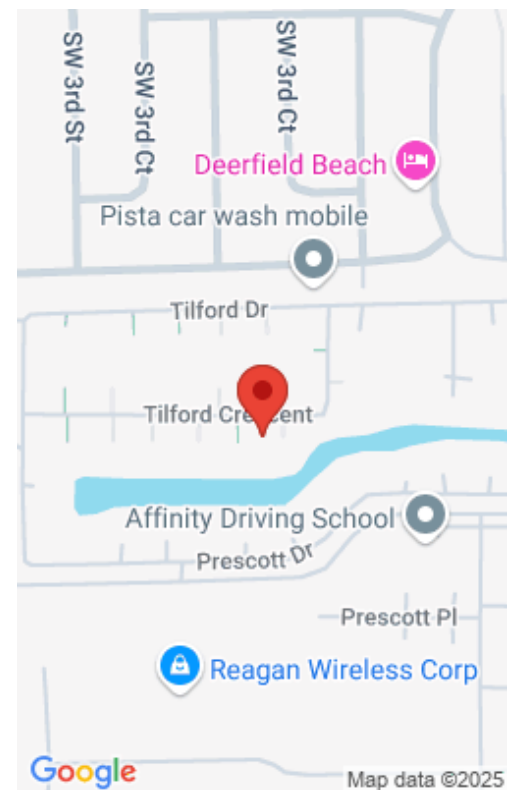 SW 3rd St
SW 3rd Ct
SW 3rd Ct
Deerfield Beach
Pista car wash mobile
Tilford Dr
Tilford Crescent
Affinity Driving School
Prescott Dr
Prescott Pl
Reagan Wireless Corp
Google
Map data ©2025